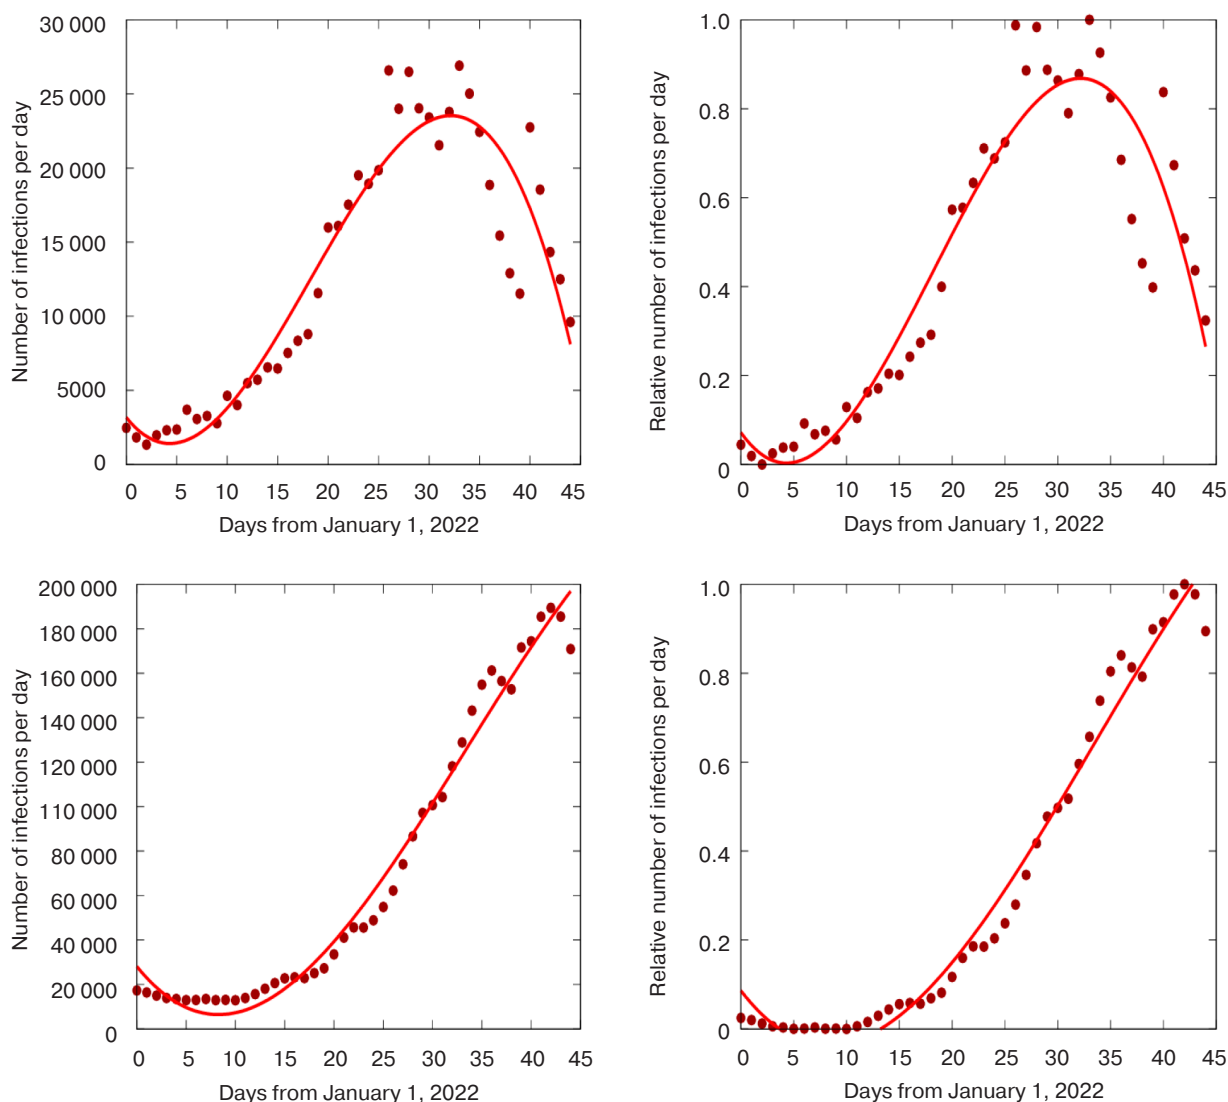 Number of infections per day
30 000
25 000
20 000
15 000
10 000
5000
0
0 5 10 15 20 25 30 35 40 45
Days from January 1, 2022
Relative number of infections per day
1.0
0.8
0.6
0.4
0.2
0
0 5 10 15 20 25 30 35 40 45
Days from January 1, 2022
Number of infections per day
200 000
180 000
160 000
140 000
120 000
110 000
80 000
60 000
40 000
20 000
0
0 5 10 15 20 25 30 35 40 45
Days from January 1, 2022
Relative number of infections per day
1.0
0.8
0.6
0.4
0.2
0
0 5 10 15 20 25 30 35 40 45
Days from January 1, 2022